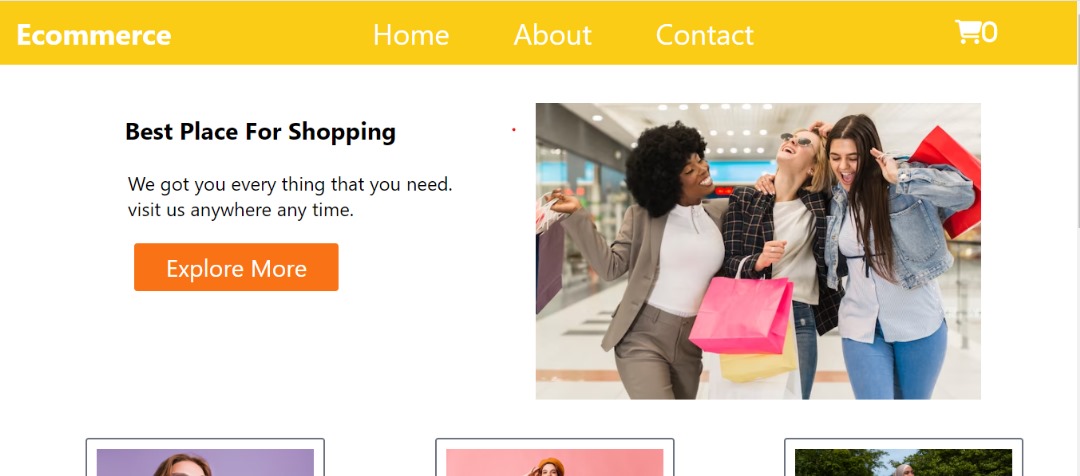 Ecommerce Home About Contact 0
Best Place For Shopping
We got you every thing that you need.
visit us anywhere any time.
Explore More